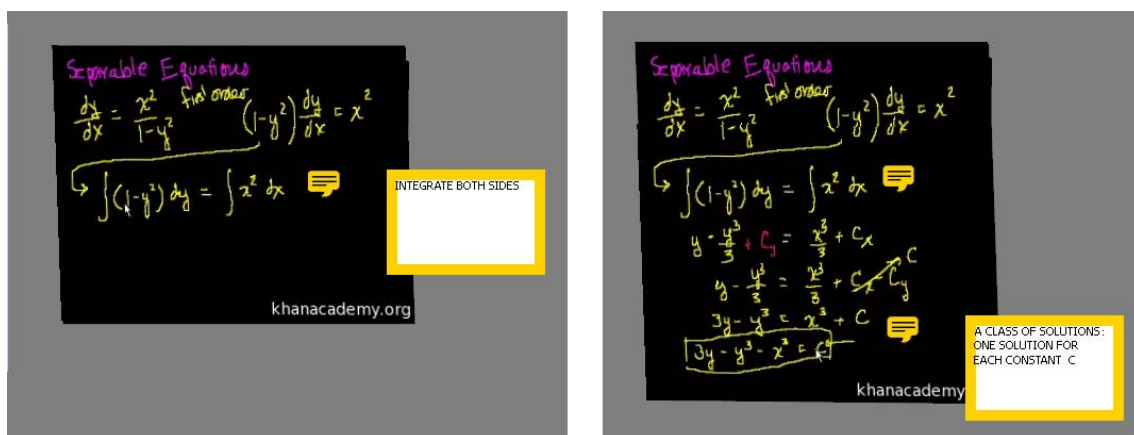 Separable Equations
dy/dx = x²/(1-y²) first order (1-y²) dy/dx = x²
∫(1-y²) dy = ∫ x² dx
INTEGRATE BOTH SIDES
khanacademy.org
Separable Equations
dy/dx = x²/(1-y²) first order (1-y²) dy/dx = x²
∫(1-y²) dy = ∫ x² dx
y - y³/3 + Cy = x³/3 + Cx
y - y³/3 = x³/3 + Cx - Cy C
3y - y³ = x³ + C
3y - y³ - x³ = C
A CLASS OF SOLUTIONS:
ONE SOLUTION FOR
EACH CONSTANT C
khanacademy